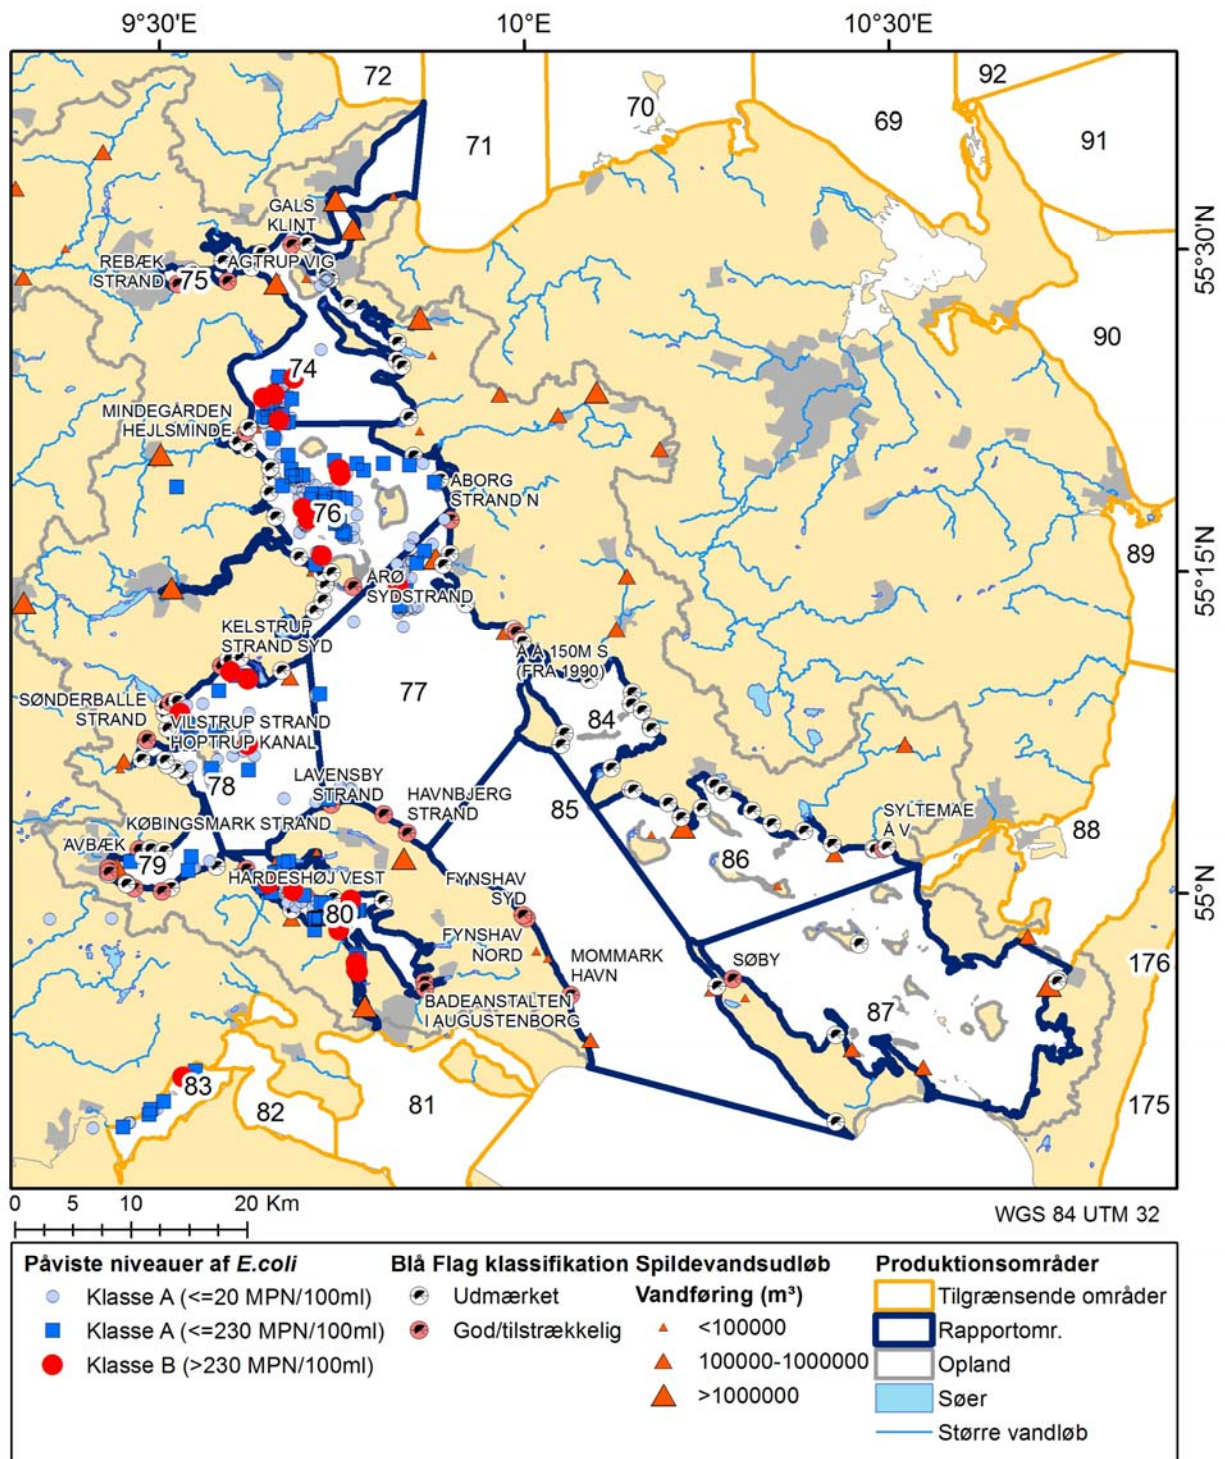 9°30'E
10°0'E
10°30'E
72
92
70
69
91
71
GALS
KLINT
55°30'N
REBÆK
STRAND
AGTRUP VIG
75
90
74
MINDEGÅRDEN
HEJLSMINDE
ABORG
STRAND N
76
89
55°15'N
ÅRØ
SYDSTRAND
KELSTRUP
STRAND SYD
Å A 150M S
(FRA 1990)
77
SØNDERBALLE
STRAND
VILSTRUP STRAND
HOPTRUP KANAL
84
78
LAVENSBY
STRAND
HAVNBJERG
STRAND
85
KØBINGSMARK STRAND
SYLTEMAE
Å V
88
AVBÆK
79
86
HARDESHØJ VEST
FYNSHAV
SYD
55°N
80
FYNSHAV
NORD
MOMMARK
HAVN
SØBY
176
BADEANSTALTEN
I AUGUSTENBORG
87
83
82
81
175
0 5 10 20 Km
WGS 84 UTM 32
Påviste niveauer af E.coli
Klasse A (<=20 MPN/100ml)
Klasse A (<=230 MPN/100ml)
Klasse B (>230 MPN/100ml)
Blå Flag klassifikation
Udmærket
God/tilstrækkelig
Spildevandsudløb
Vandføring (m³)
<100000
100000-1000000
>1000000
Produktionsområder
Tilgrænsende områder
Rapportomr.
Opland
Søer
Større vandløb